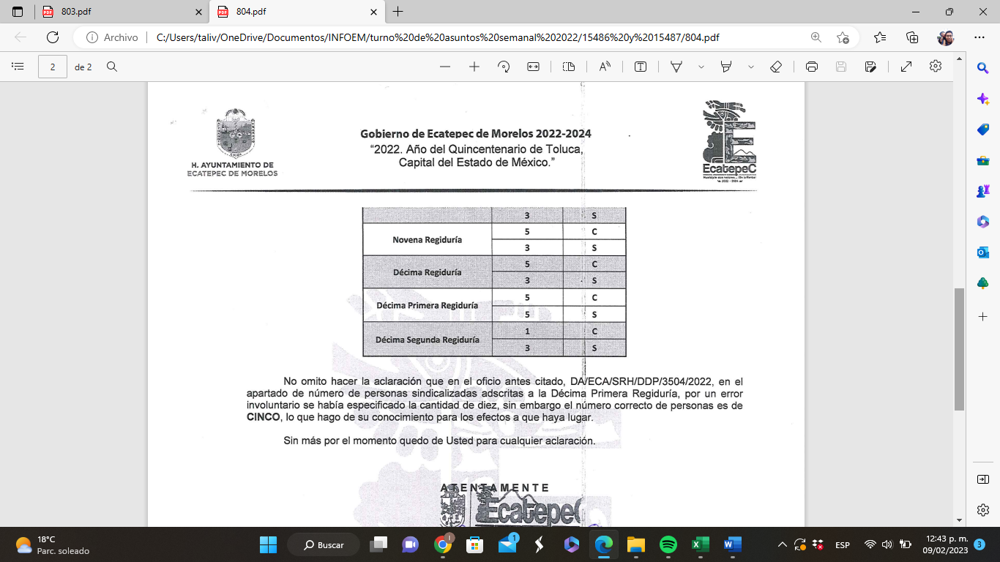 803.pdf
804.pdf
Archivo
C:/Users/taliv/OneDrive/Documentos/INFOEM/turno%20de%20asuntos%20semanal%202022/15486%20y%2015487/804.pdf
2 de 2
H. AYUNTAMIENTO DE
ECATEPEC DE MORELOS
Gobierno de Ecatepec de Morelos 2022-2024
“2022. Año del Quincentenario de Toluca,
Capital del Estado de México.”
EcatepeC
3 S
Novena Regiduría 5 C
3 S
Décima Regiduría 5 C
3 S
Décima Primera Regiduría 5 C
5 S
Décima Segunda Regiduría 1 C
3 S
No omito hacer la aclaración que en el oficio antes citado, DA/ECA/SRH/DDP/3504/2022, en el
apartado de número de personas sindicalizadas adscritas a la Décima Primera Regiduría, por un error
involuntario se había especificado la cantidad de diez, sin embargo el número correcto de personas es de
CINCO, lo que hago de su conocimiento para los efectos a que haya lugar.
Sin más por el momento quedo de Usted para cualquier aclaración.
A T E N T A M E N T E
EcatepeC
18°C
Parc. soleado
Buscar
1
ESP
12:43 p. m.
09/02/2023
3